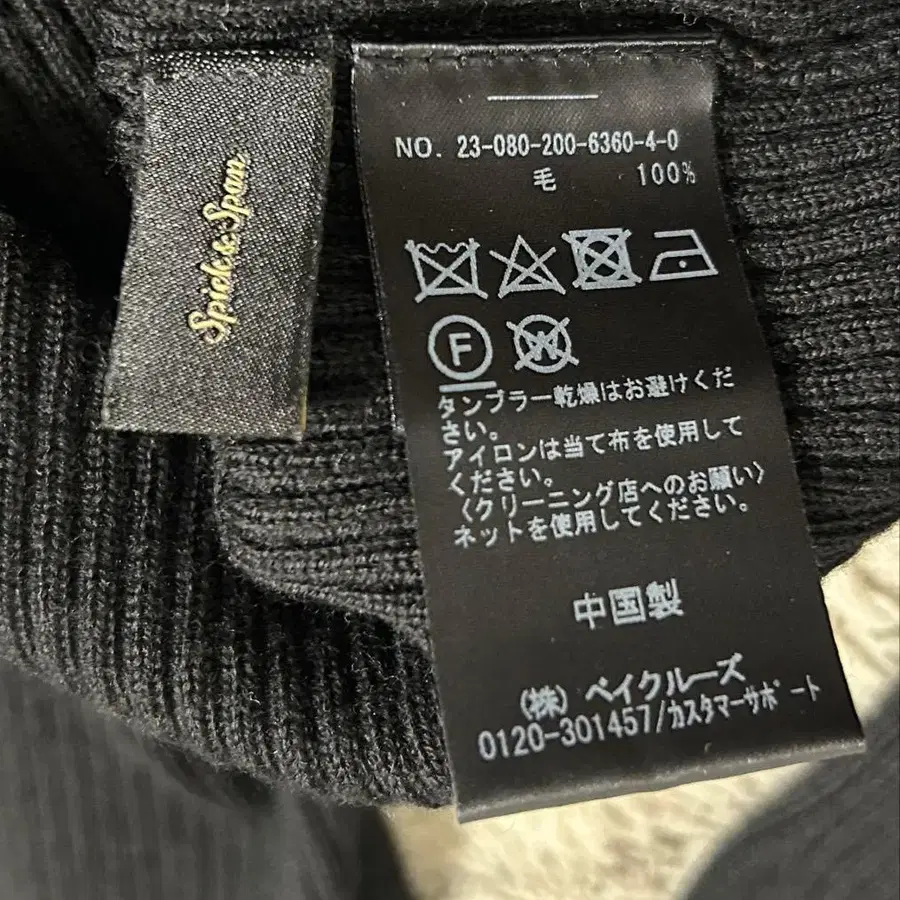 Spick & Span
NO. 23-080-200-6360-4-0
毛 100%
F
W
タンブラー乾燥はお避けくだ
さい。
アイロンは当て布を使用して
ください。
〈クリーニング店へのお願い〉
ネットを使用してください。
中国製
(株) ベイクルーズ
0120-301457/カスタマーサポート